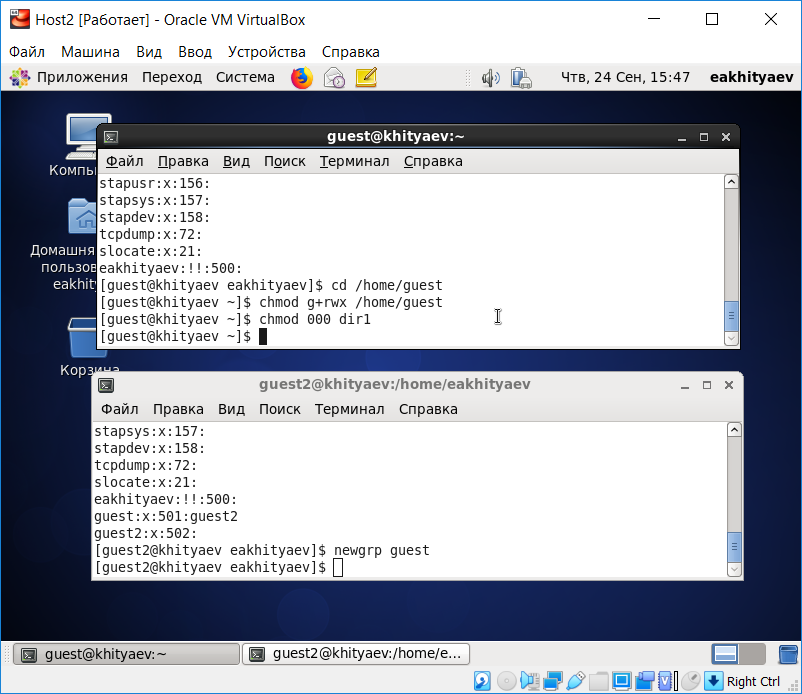 Host2 [Работает] - Oracle VM VirtualBox
Файл Машина Вид Ввод Устройства Справка
Приложения Переход Система Чтв, 24 Сен, 15:47 eakhityaev
Компь
Домашня
пользов
eakhity
Корзина
guest@khityaev:~
Файл Правка Вид Поиск Терминал Справка
stapusr:x:156:
stapsys:x:157:
stapdev:x:158:
tcpdump:x:72:
slocate:x:21:
eakhityaev:!!:500:
[guest@khityaev eakhityaev]$ cd /home/guest
[guest@khityaev ~]$ chmod g+rwx /home/guest
[guest@khityaev ~]$ chmod 000 dir1
[guest@khityaev ~]$
guest2@khityaev:/home/eakhityaev
Файл Правка Вид Поиск Терминал Справка
stapsys:x:157:
stapdev:x:158:
tcpdump:x:72:
slocate:x:21:
eakhityaev:!!:500:
guest:x:501:guest2
guest2:x:502:
[guest2@khityaev eakhityaev]$ newgrp guest
[guest2@khityaev eakhityaev]$
guest@khityaev:~ guest2@khityaev:/home/e...
Right Ctrl